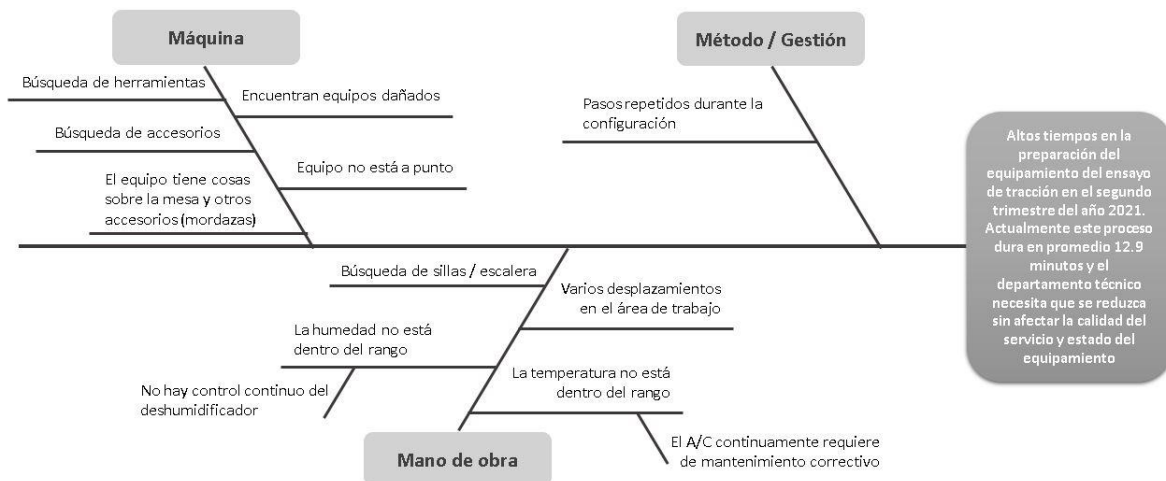 Máquina
Método / Gestión
Búsqueda de herramientas
Encuentran equipos dañados
Búsqueda de accesorios
Equipo no está a punto
El equipo tiene cosas
sobre la mesa y otros
accesorios (mordazas)
Pasos repetidos durante la
configuración
Altos tiempos en la
preparación del
equipamiento del ensayo
de tracción en el segundo
trimestre del año 2021.
Actualmente este proceso
dura en promedio 12.9
minutos y el
departamento técnico
necesita que se reduzca
sin afectar la calidad del
servicio y estado del
equipamiento
Búsqueda de sillas / escalera
Varios desplazamientos
en el área de trabajo
La humedad no está
dentro del rango
No hay control continuo del
deshumidificador
La temperatura no está
dentro del rango
El A/C continuamente requiere
de mantenimiento correctivo
Mano de obra